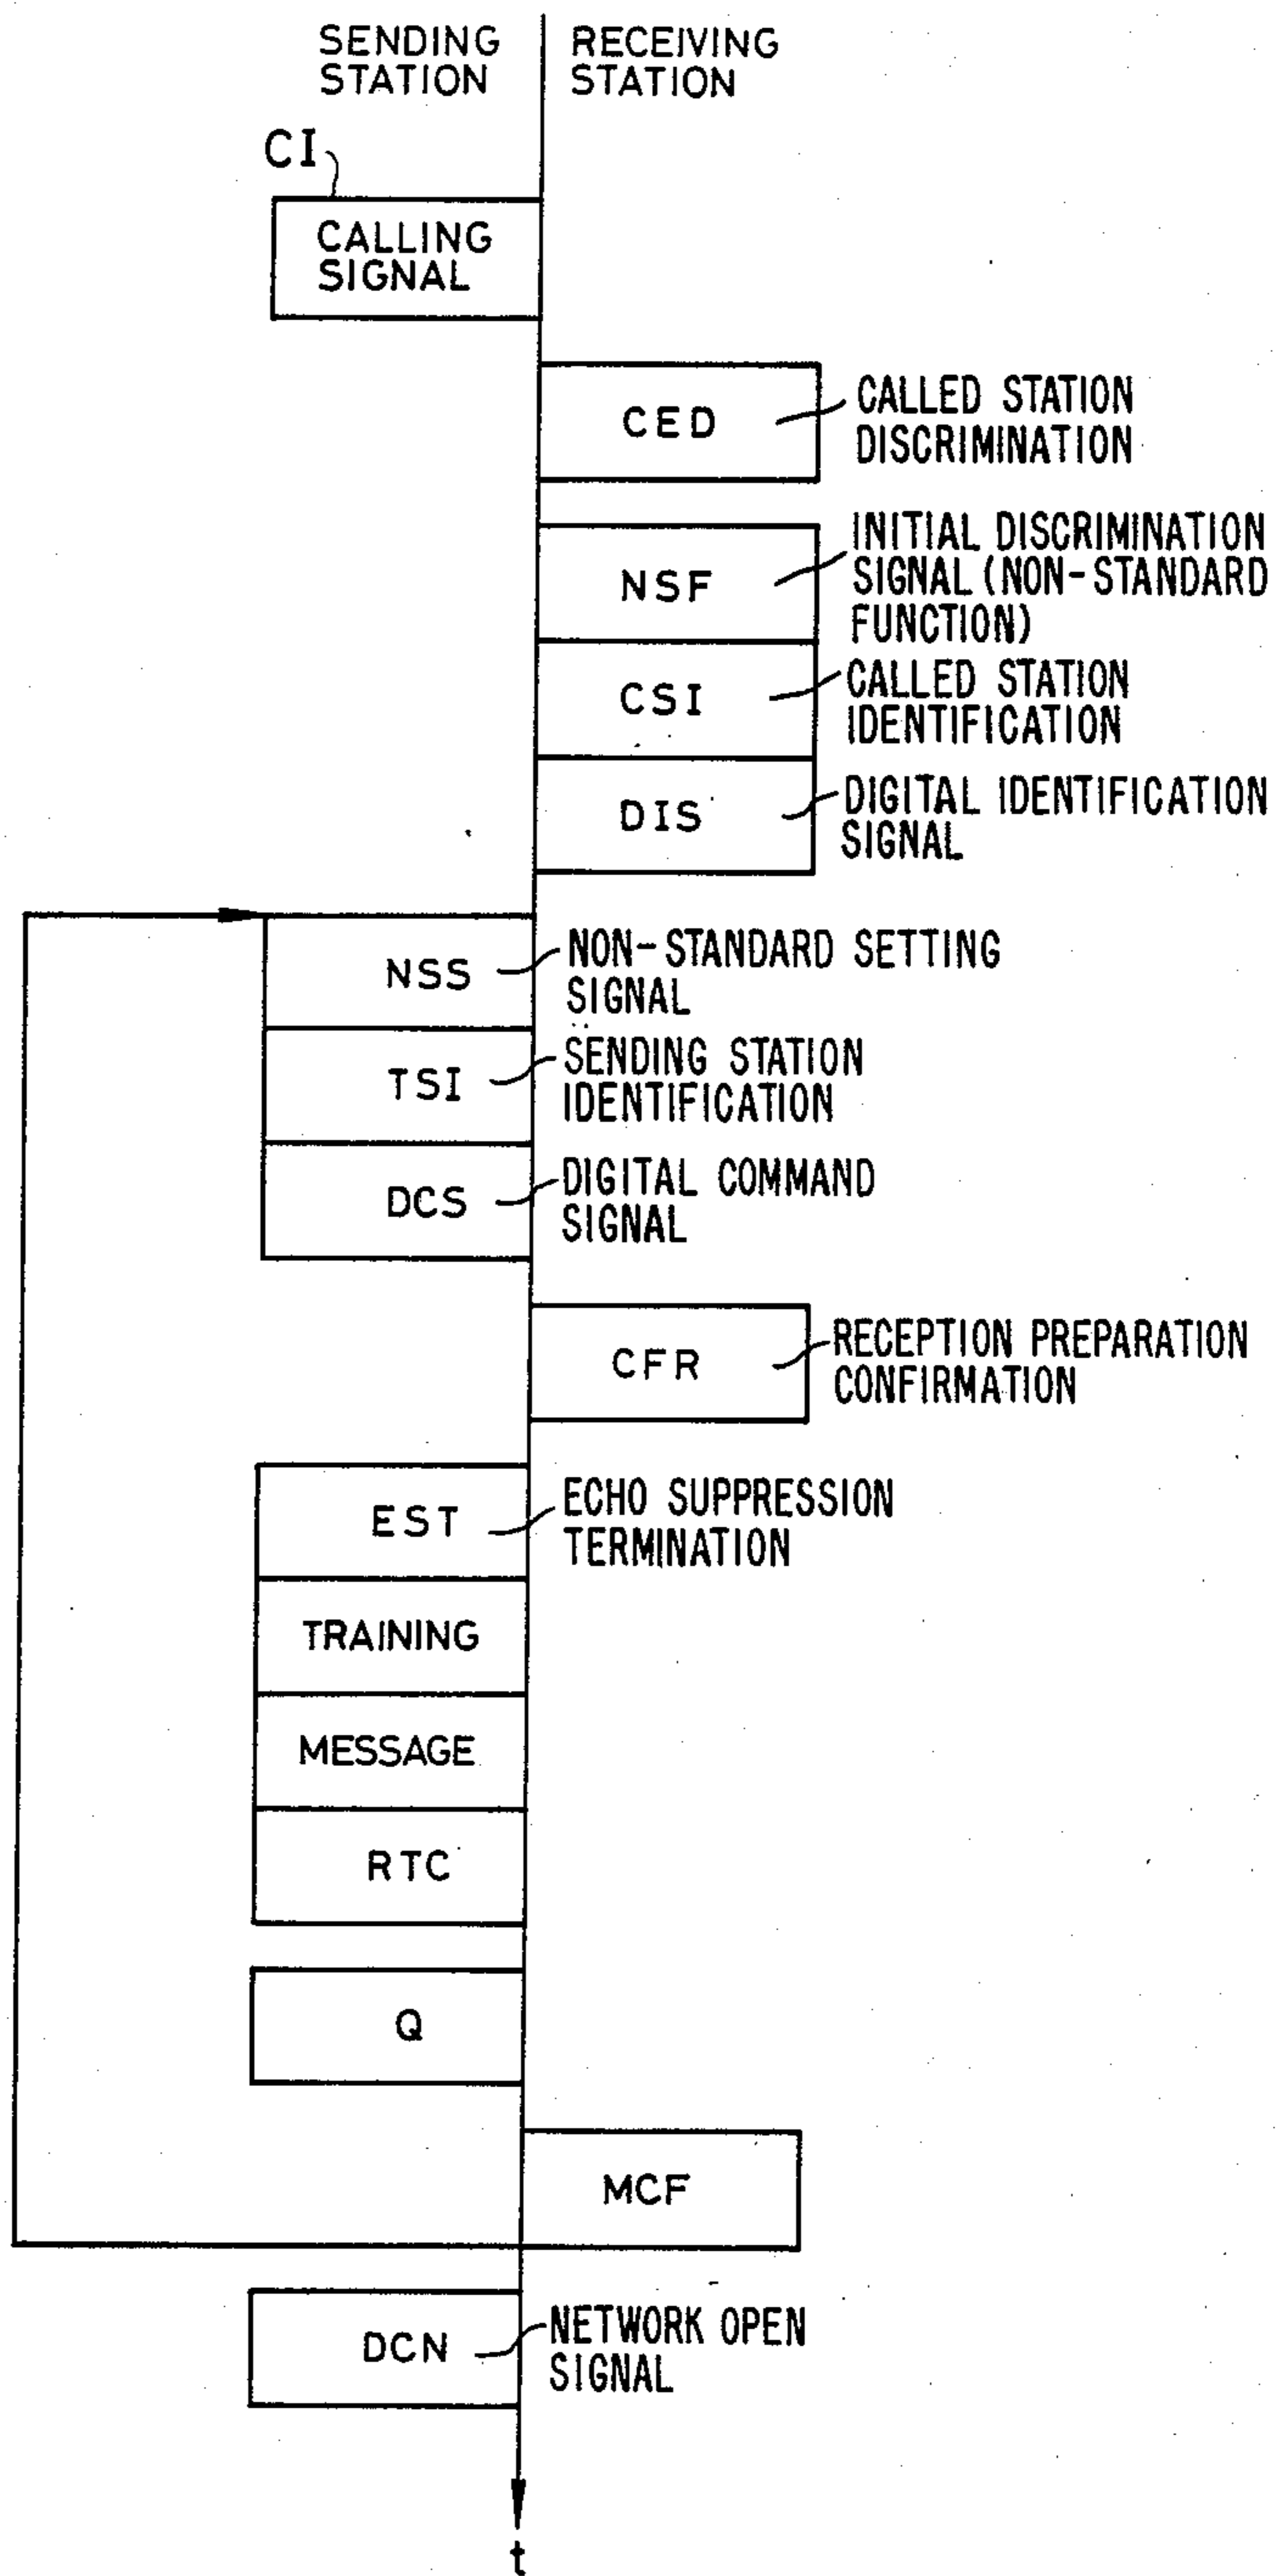 SENDING
STATION
RECEIVING
STATION
CI
CALLING
SIGNAL
CED
CALLED STATION
DISCRIMINATION
NSF
INITIAL DISCRIMINATION
SIGNAL (NON-STANDARD
FUNCTION)
CSI
CALLED STATION
IDENTIFICATION
DIS
DIGITAL IDENTIFICATION
SIGNAL
NSS
NON-STANDARD SETTING
SIGNAL
TSI
SENDING STATION
IDENTIFICATION
DCS
DIGITAL COMMAND
SIGNAL
CFR
RECEPTION PREPARATION
CONFIRMATION
EST
ECHO SUPPRESSION
TERMINATION
TRAINING
MESSAGE
RTC
Q
MCF
DCN
NETWORK OPEN
SIGNAL
t